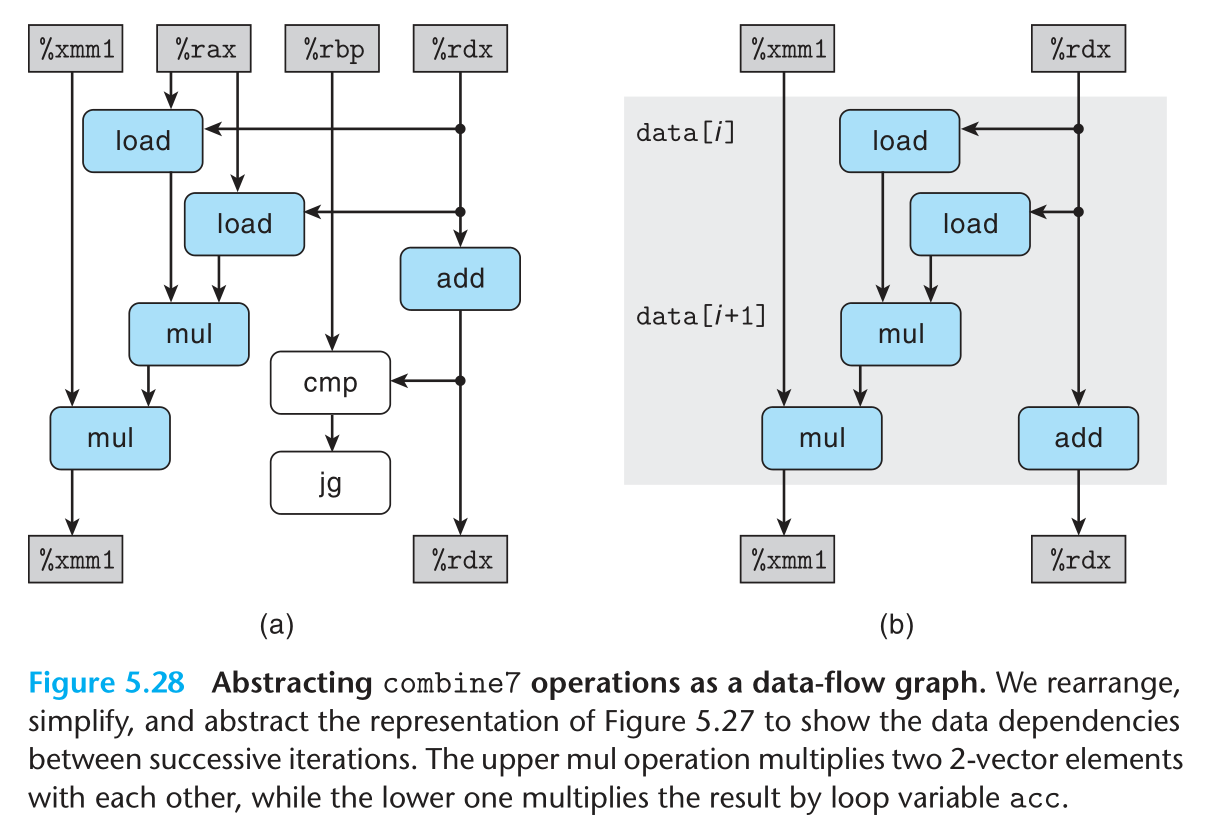 %xmm1 %rax %rbp %rdx
load
load
add
mul
cmp
mul
jg
%xmm1 %rdx
(a)
%xmm1 %rdx
data[i]
load
load
data[i+1]
mul
mul add
%xmm1 %rdx
(b)
Figure 5.28 Abstracting combine7 operations as a data-flow graph. We rearrange,
simplify, and abstract the representation of Figure 5.27 to show the data dependencies
between successive iterations. The upper mul operation multiplies two 2-vector elements
with each other, while the lower one multiplies the result by loop variable acc.